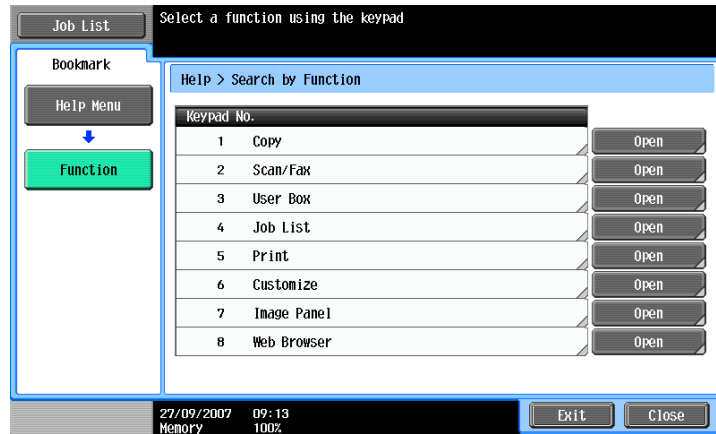 Job List
Select a function using the keypad
Bookmark
Help Menu
Function
Help > Search by Function
Keypad No.
1 Copy Open
2 Scan/Fax Open
3 User Box Open
4 Job List Open
5 Print Open
6 Customize Open
7 Image Panel Open
8 Web Browser Open
27/09/2007 09:13
Memory 100%
Exit Close